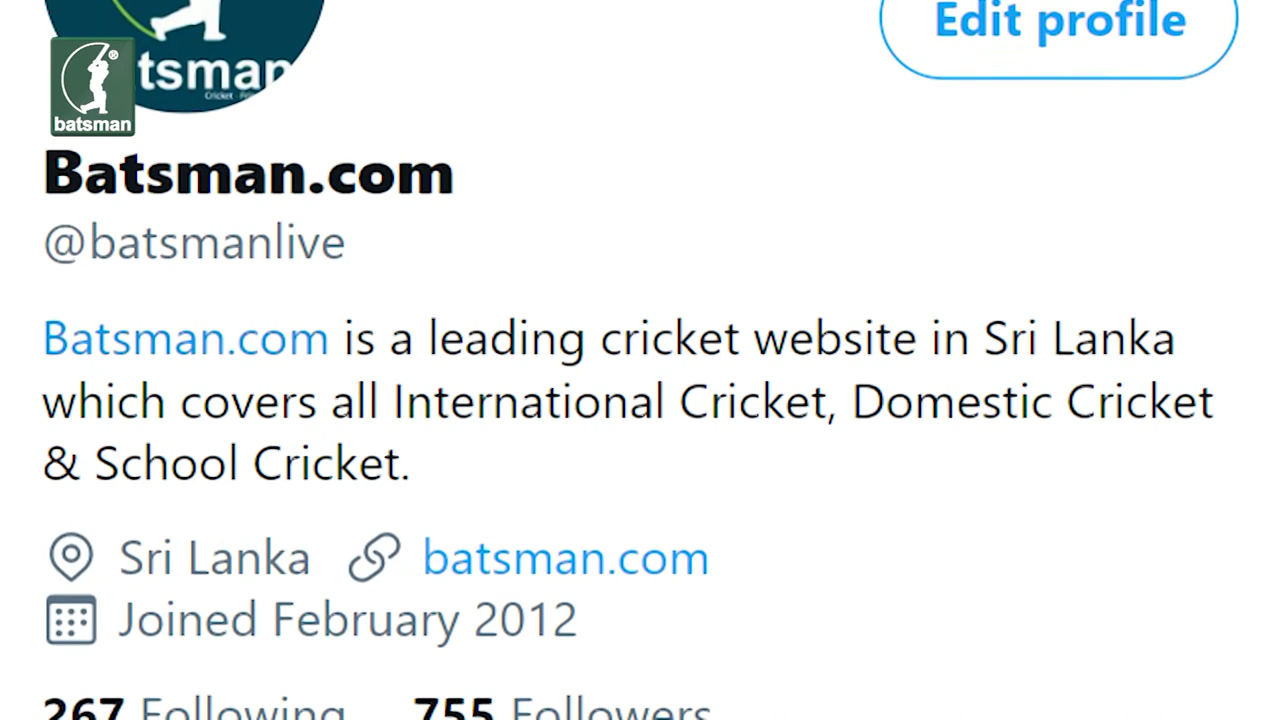 Edit profile
tsman
Cricket
batsman
Batsman.com
@batsmanlive
Batsman.com is a leading cricket website in Sri Lanka
which covers all International Cricket, Domestic Cricket
& School Cricket.
Sri Lanka batsman.com
Joined February 2012
267 Following 755 Followers